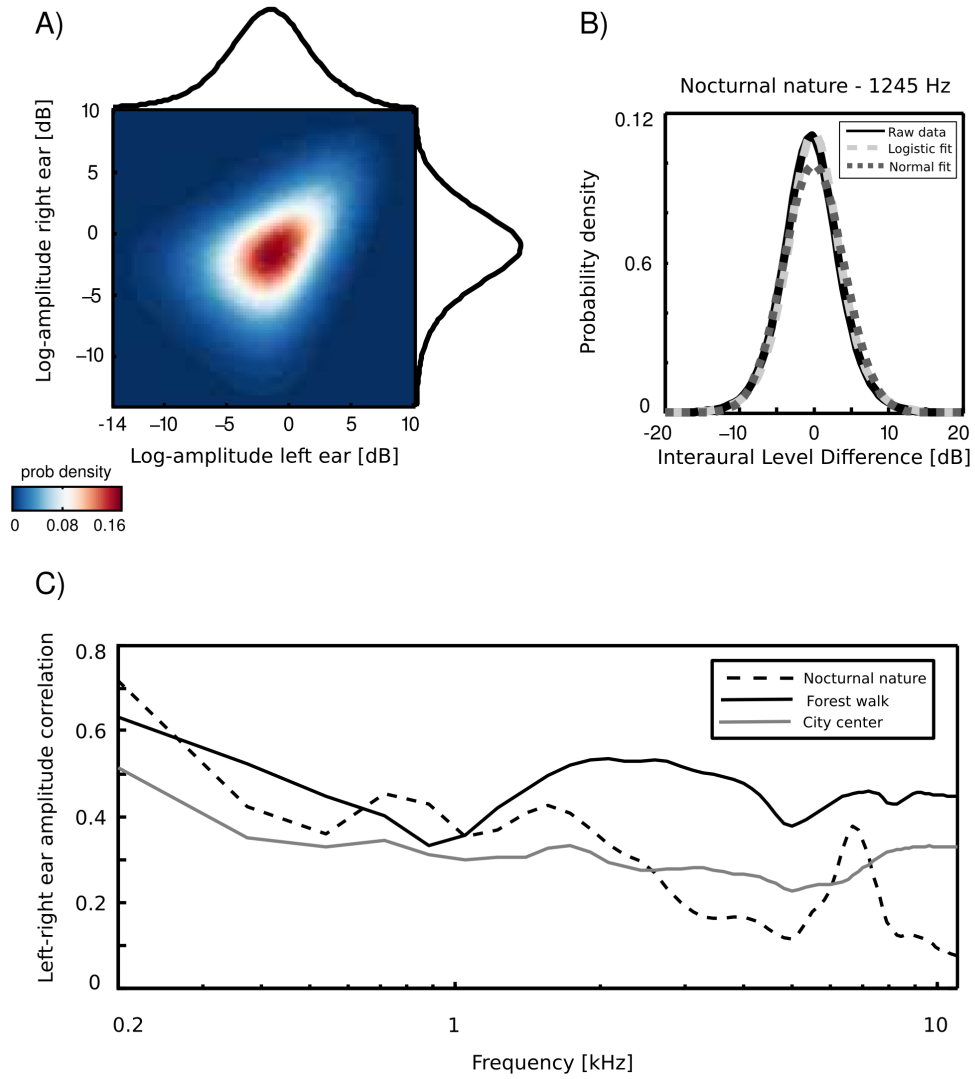 A)
Log-amplitude right ear [dB]
10
5
0
−5
−10
-14 −10 −5 0 5 10
Log-amplitude left ear [dB]
prob density
0 0.08 0.16
B)
Nocturnal nature - 1245 Hz
Probability density
0.12
0.6
0
Raw data
Logistic fit
Normal fit
-20 −10 0 10 20
Interaural Level Difference [dB]
C)
Left-right ear amplitude correlation
0.8
0.6
0.4
0.2
0
Nocturnal nature
Forest walk
City center
0.2 1 10
Frequency [kHz]